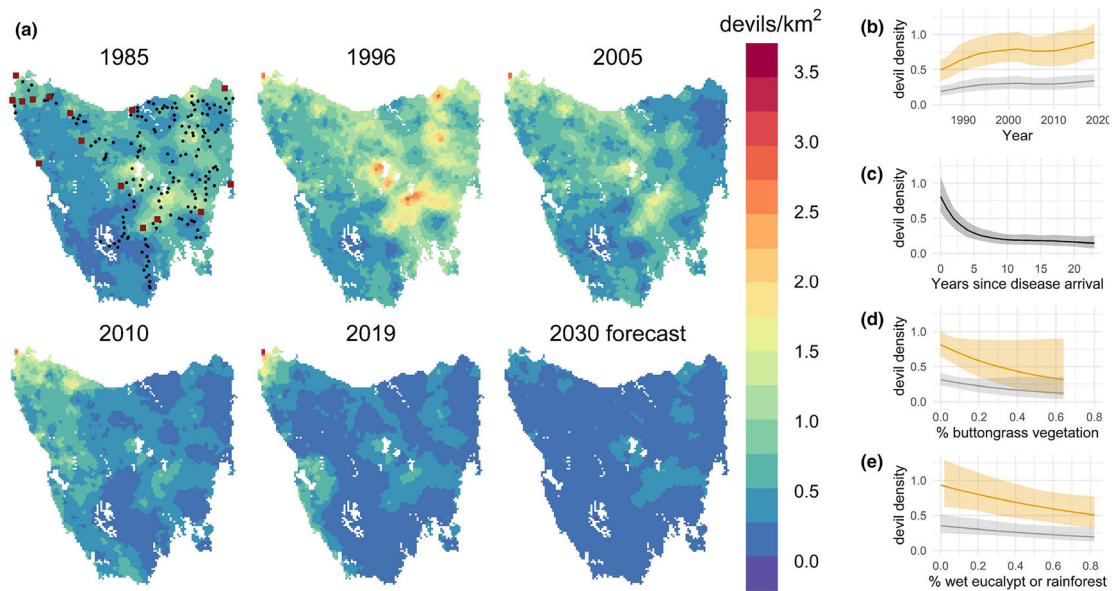 (a)
devils/km²
1985
1996
2005
2010
2019
2030 forecast
3.5
3.0
2.5
2.0
1.5
1.0
0.5
0.0
(b)
devil density
1.0
0.5
0.0
1990
2000
2010
2020
Year
(c)
devil density
1.0
0.5
0.0
0
5
10
15
20
Years since disease arrival
(d)
devil density
1.0
0.5
0.0
0.0
0.2
0.4
0.6
0.8
% buttongrass vegetation
(e)
devil density
1.0
0.5
0.0
0.0
0.2
0.4
0.6
0.8
% wet eucalypt or rainforest